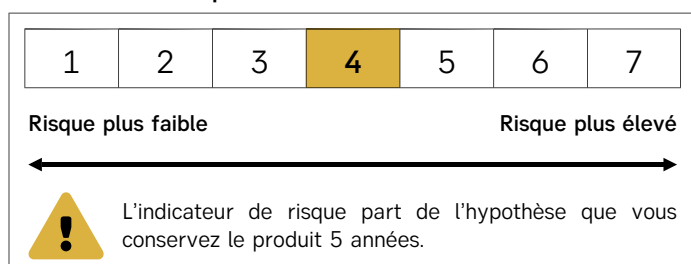 1 2 3 4 5 6 7
Risque plus faible Risque plus élevé
L'indicateur de risque part de l'hypothèse que vous
conservez le produit 5 années.